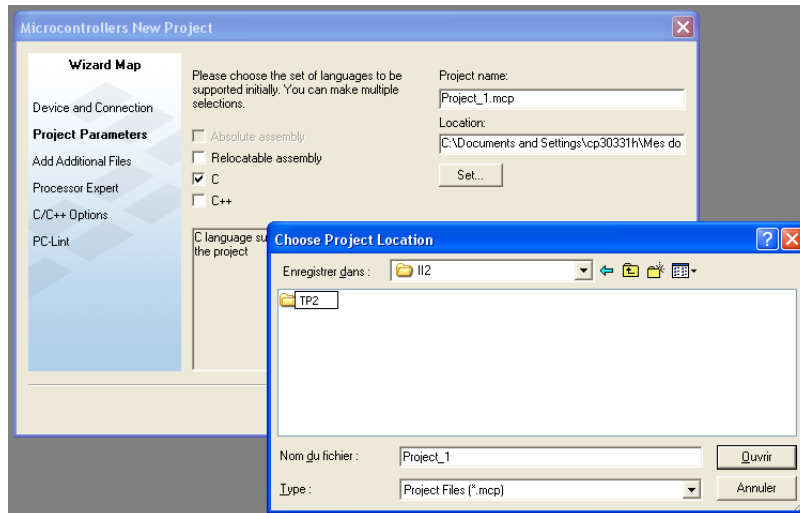 Microcontrollers New Project
Wizard Map
Device and Connection
Project Parameters
Add Additional Files
Processor Expert
C/C++ Options
PC-Lint
Please choose the set of languages to be
supported initially. You can make multiple
selections.
Absolute assembly
Relocatable assembly
C
C++
C language su
the project
Project name:
Project_1.mcp
Location:
C:\Documents and Settings\cp30331h\Mes do
Set...
Choose Project Location
Enregistrer dans :
II2
TP2
Nom du fichier :
Project_1
Ouvrir
Type :
Project Files (*.mcp)
Annuler